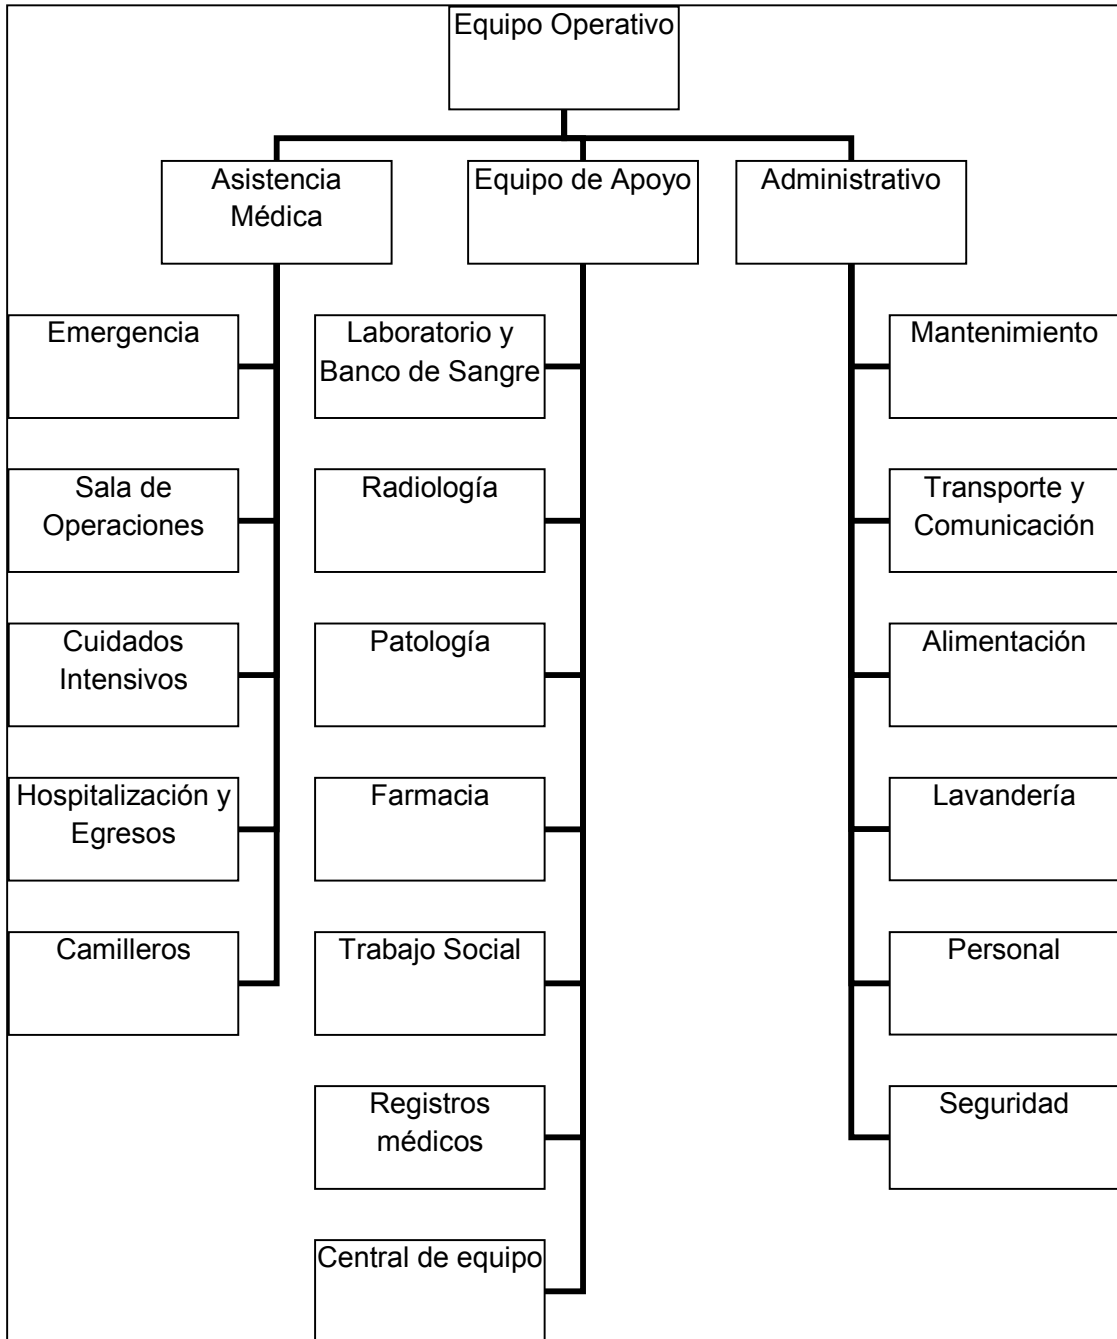 Equipo Operativo
Asistencia
Médica
Equipo de Apoyo
Administrativo
Emergencia
Laboratorio y
Banco de Sangre
Mantenimiento
Sala de
Operaciones
Radiología
Transporte y
Comunicación
Cuidados
Intensivos
Patología
Alimentación
Hospitalización y
Egresos
Farmacia
Lavandería
Camilleros
Trabajo Social
Personal
Registros
médicos
Seguridad
Central de equipo